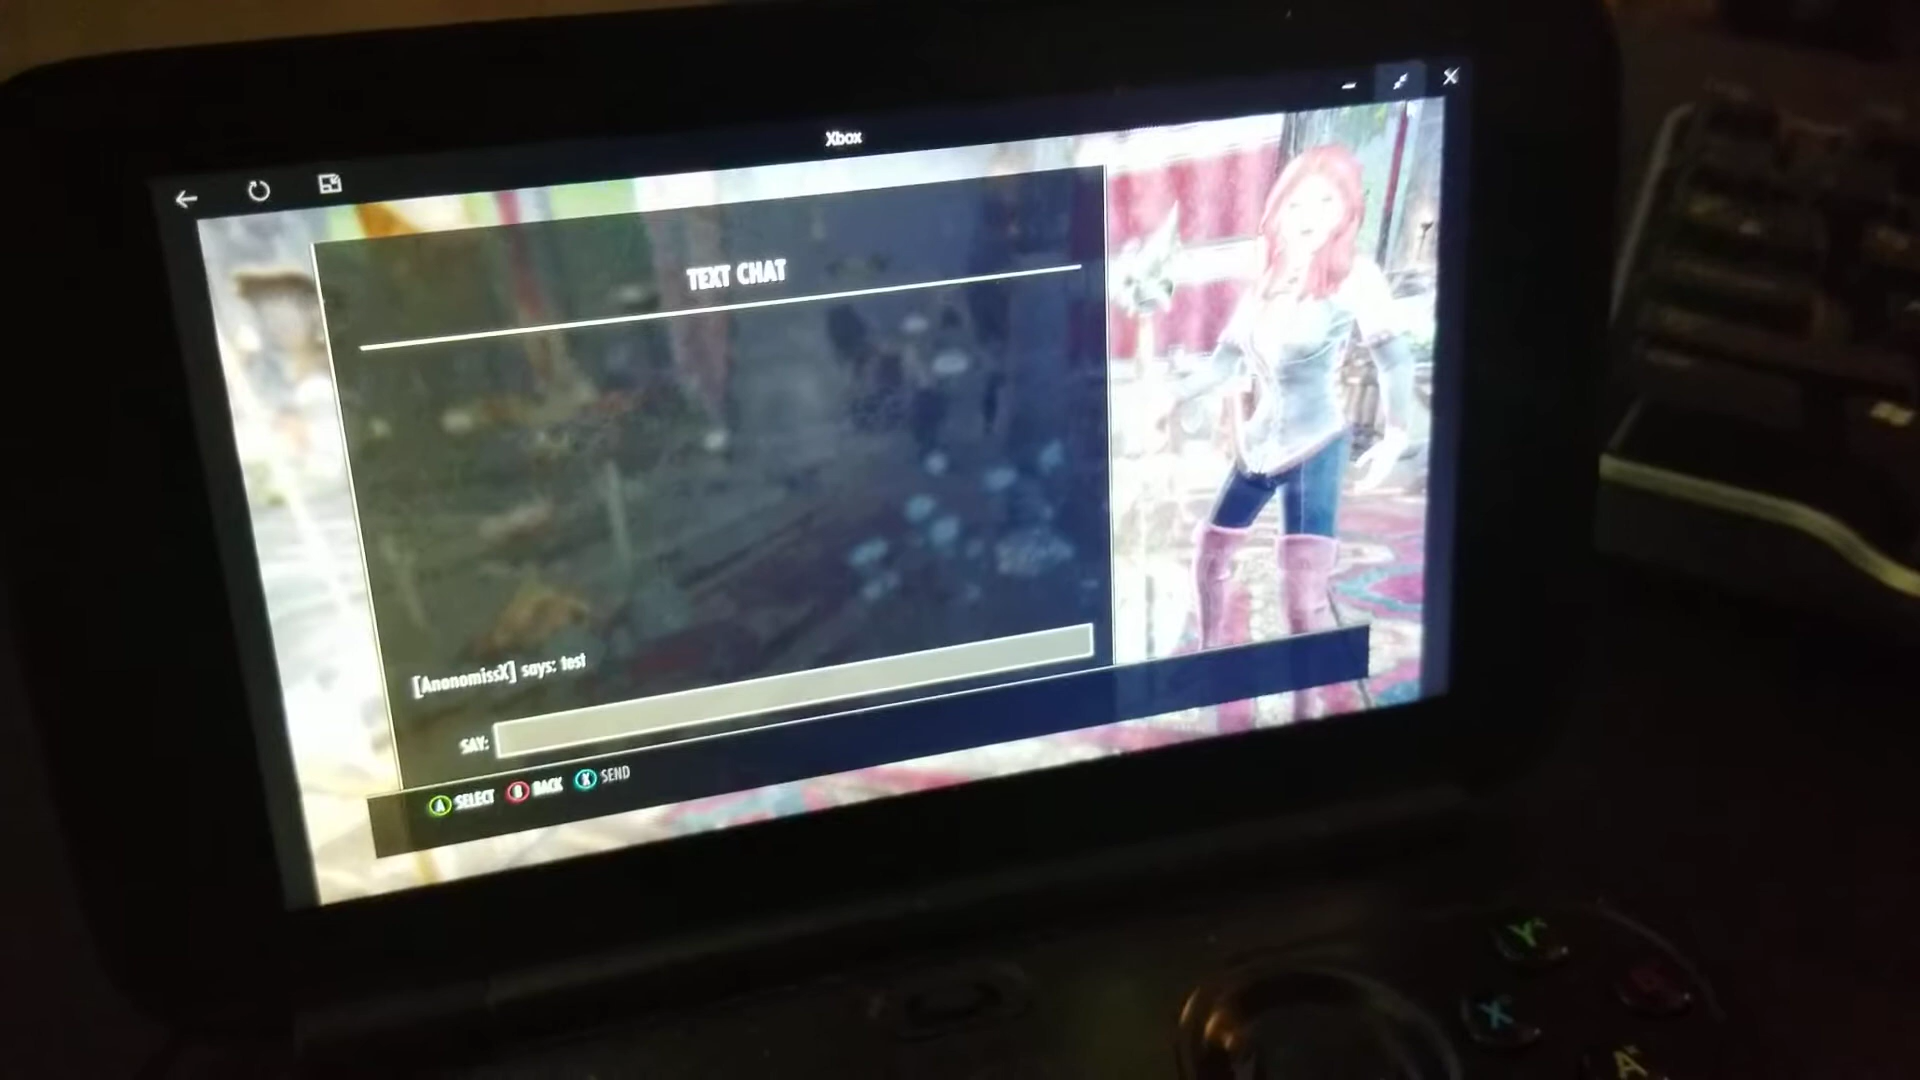 Xbox
TEXT CHAT
[AnonomissX] says: test
SAY:
A SELECT B BACK X SEND
Y
X
A